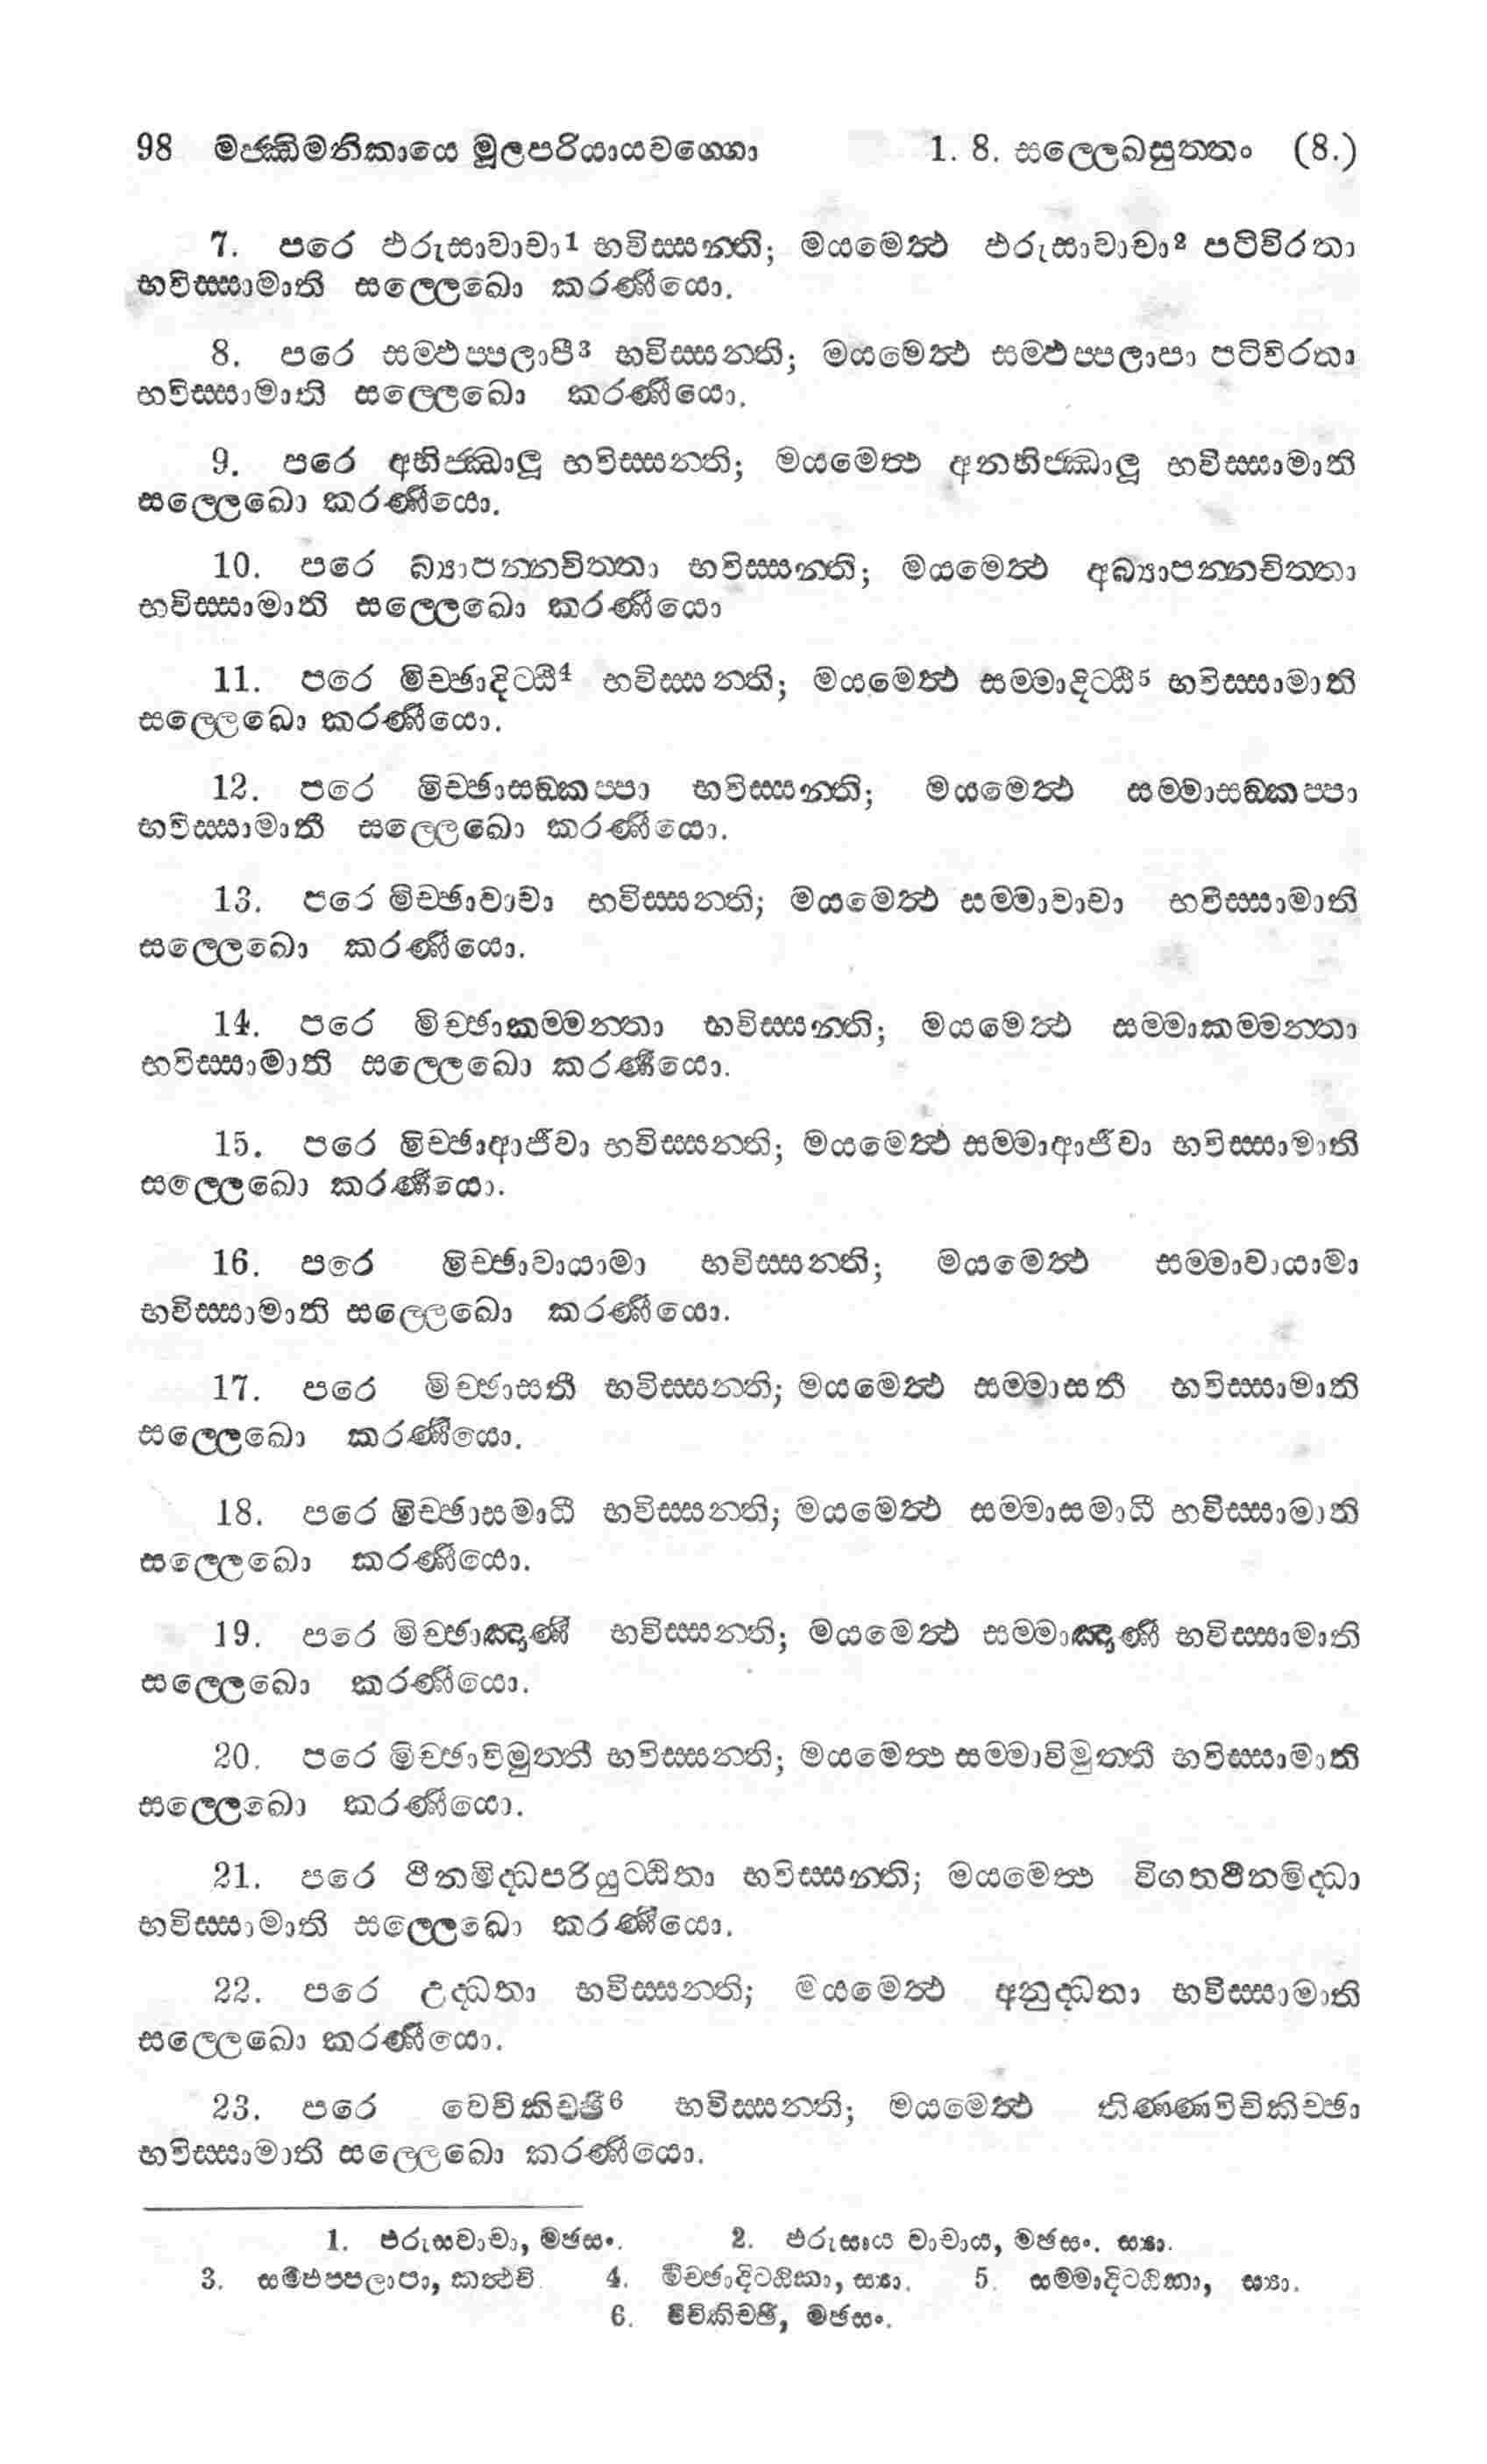 98 මජ්ඣිමනිකායෙ මූලපරියායවග්ගො 1. 8. සල්ලෙඛසුත්තං (8.)
7. පරෙ ඵරුසාවාචා1 භවිස්සන්ති; මයමෙත්ථ ඵරුසාවාචා2 පටිවිරතා
භවිස්සාමාති සල්ලෙඛො කරණීයො.
8. පරෙ සම්ඵප්පලාපී3 භවිස්සන්ති; මයමෙත්ථ සම්ඵප්පලාපා පටිවිරතා
භවිස්සාමාති සල්ලෙඛො කරණීයො.
9. පරෙ අභිජ්ඣාලූ භවිස්සන්ති; මයමෙත්ථ අනභිජ්ඣාලූ භවිස්සාමාති
සල්ලෙඛො කරණීයො.
10. පරෙ බ්‍යාපන්නචිත්තා භවිස්සන්ති; මයමෙත්ථ අබ්‍යාපන්නචිත්තා
භවිස්සාමාති සල්ලෙඛො කරණීයො
11. පරෙ මිච්ඡාදිට්ඨී4 භවිස්සන්ති; මයමෙත්ථ සම්මාදිට්ඨී5 භවිස්සාමාති
සල්ලෙඛො කරණීයො.
12. පරෙ මිච්ඡාසඞ්කප්පා භවිස්සන්ති; මයමෙත්ථ සම්මාසඞ්කප්පා
භවිස්සාමාතී සල්ලෙඛො කරණීයො.
13. පරෙ මිච්ඡාවාචා භවිස්සන්ති; මයමෙත්ථ සම්මාවාචා භවිස්සාමාති
සල්ලෙඛො කරණීයො.
14. පරෙ මිච්ඡාකම්මන්තා භවිස්සන්ති; මයමෙත්ථ සම්මාකම්මන්තා
භවිස්සාමාති සල්ලෙඛො කරණීයො.
15. පරෙ මිච්ඡාආජීවා භවිස්සන්ති; මයමෙත්ථ සම්මාආජීවා භවිස්සාමාති
සල්ලෙඛො කරණීයො.
16. පරෙ මිච්ඡාවායාමා භවිස්සන්ති; මයමෙත්ථ සම්මාවායාමා
භවිස්සාමාති සල්ලෙඛො කරණීයො.
17. පරෙ මිච්ඡාසතී භවිස්සන්ති; මයමෙත්ථ සම්මාසතී භවිස්සාමාති
සල්ලෙඛො කරණීයො.
18. පරෙ මිච්ඡාසමාධී භවිස්සන්ති; මයමෙත්ථ සම්මාසමාධී භවිස්සාමාති
සල්ලෙඛො කරණීයො.
19. පරෙ මිච්ඡාඤාණී භවිස්සන්ති; මයමෙත්ථ සම්මාඤාණී භවිස්සාමාති
සල්ලෙඛො කරණීයො.
20. පරෙ මිච්ඡාවිමුත්තී භවිස්සන්ති; මයමෙත්ථ සම්මාවිමුත්තී භවිස්සාමාති
සල්ලෙඛො කරණීයො.
21. පරෙ ථීනමිද්ධපරියුට්ඨිතා භවිස්සන්ති; මයමෙත්ථ විගතථීනමිද්ධා
භවිස්සාමාති සල්ලෙඛො කරණීයො.
22. පරෙ උද්ධතා භවිස්සන්ති; මයමෙත්ථ අනුද්ධතා භවිස්සාමාති
සල්ලෙඛො කරණීයො.
23. පරෙ වෙචිකිච්ඡී6 භවිස්සන්ති; මයමෙත්ථ තිණ්ණවිචිකිච්ඡා
භවිස්සාමාති සල්ලෙඛො කරණීයො.
1. ඵරුසවාචා, මඡසං. 2. ඵරුසාය වාචාය, මඡසං. ස්‍යා.
3. සම්ඵප්පලාපා, කත්ථචි 4. මිච්ඡාදිට්ඨිකා, ස්‍යා. 5. සම්මාදිට්ඨිකා, ස්‍යා.
6. විචිකිච්ඡී, මඡසං.